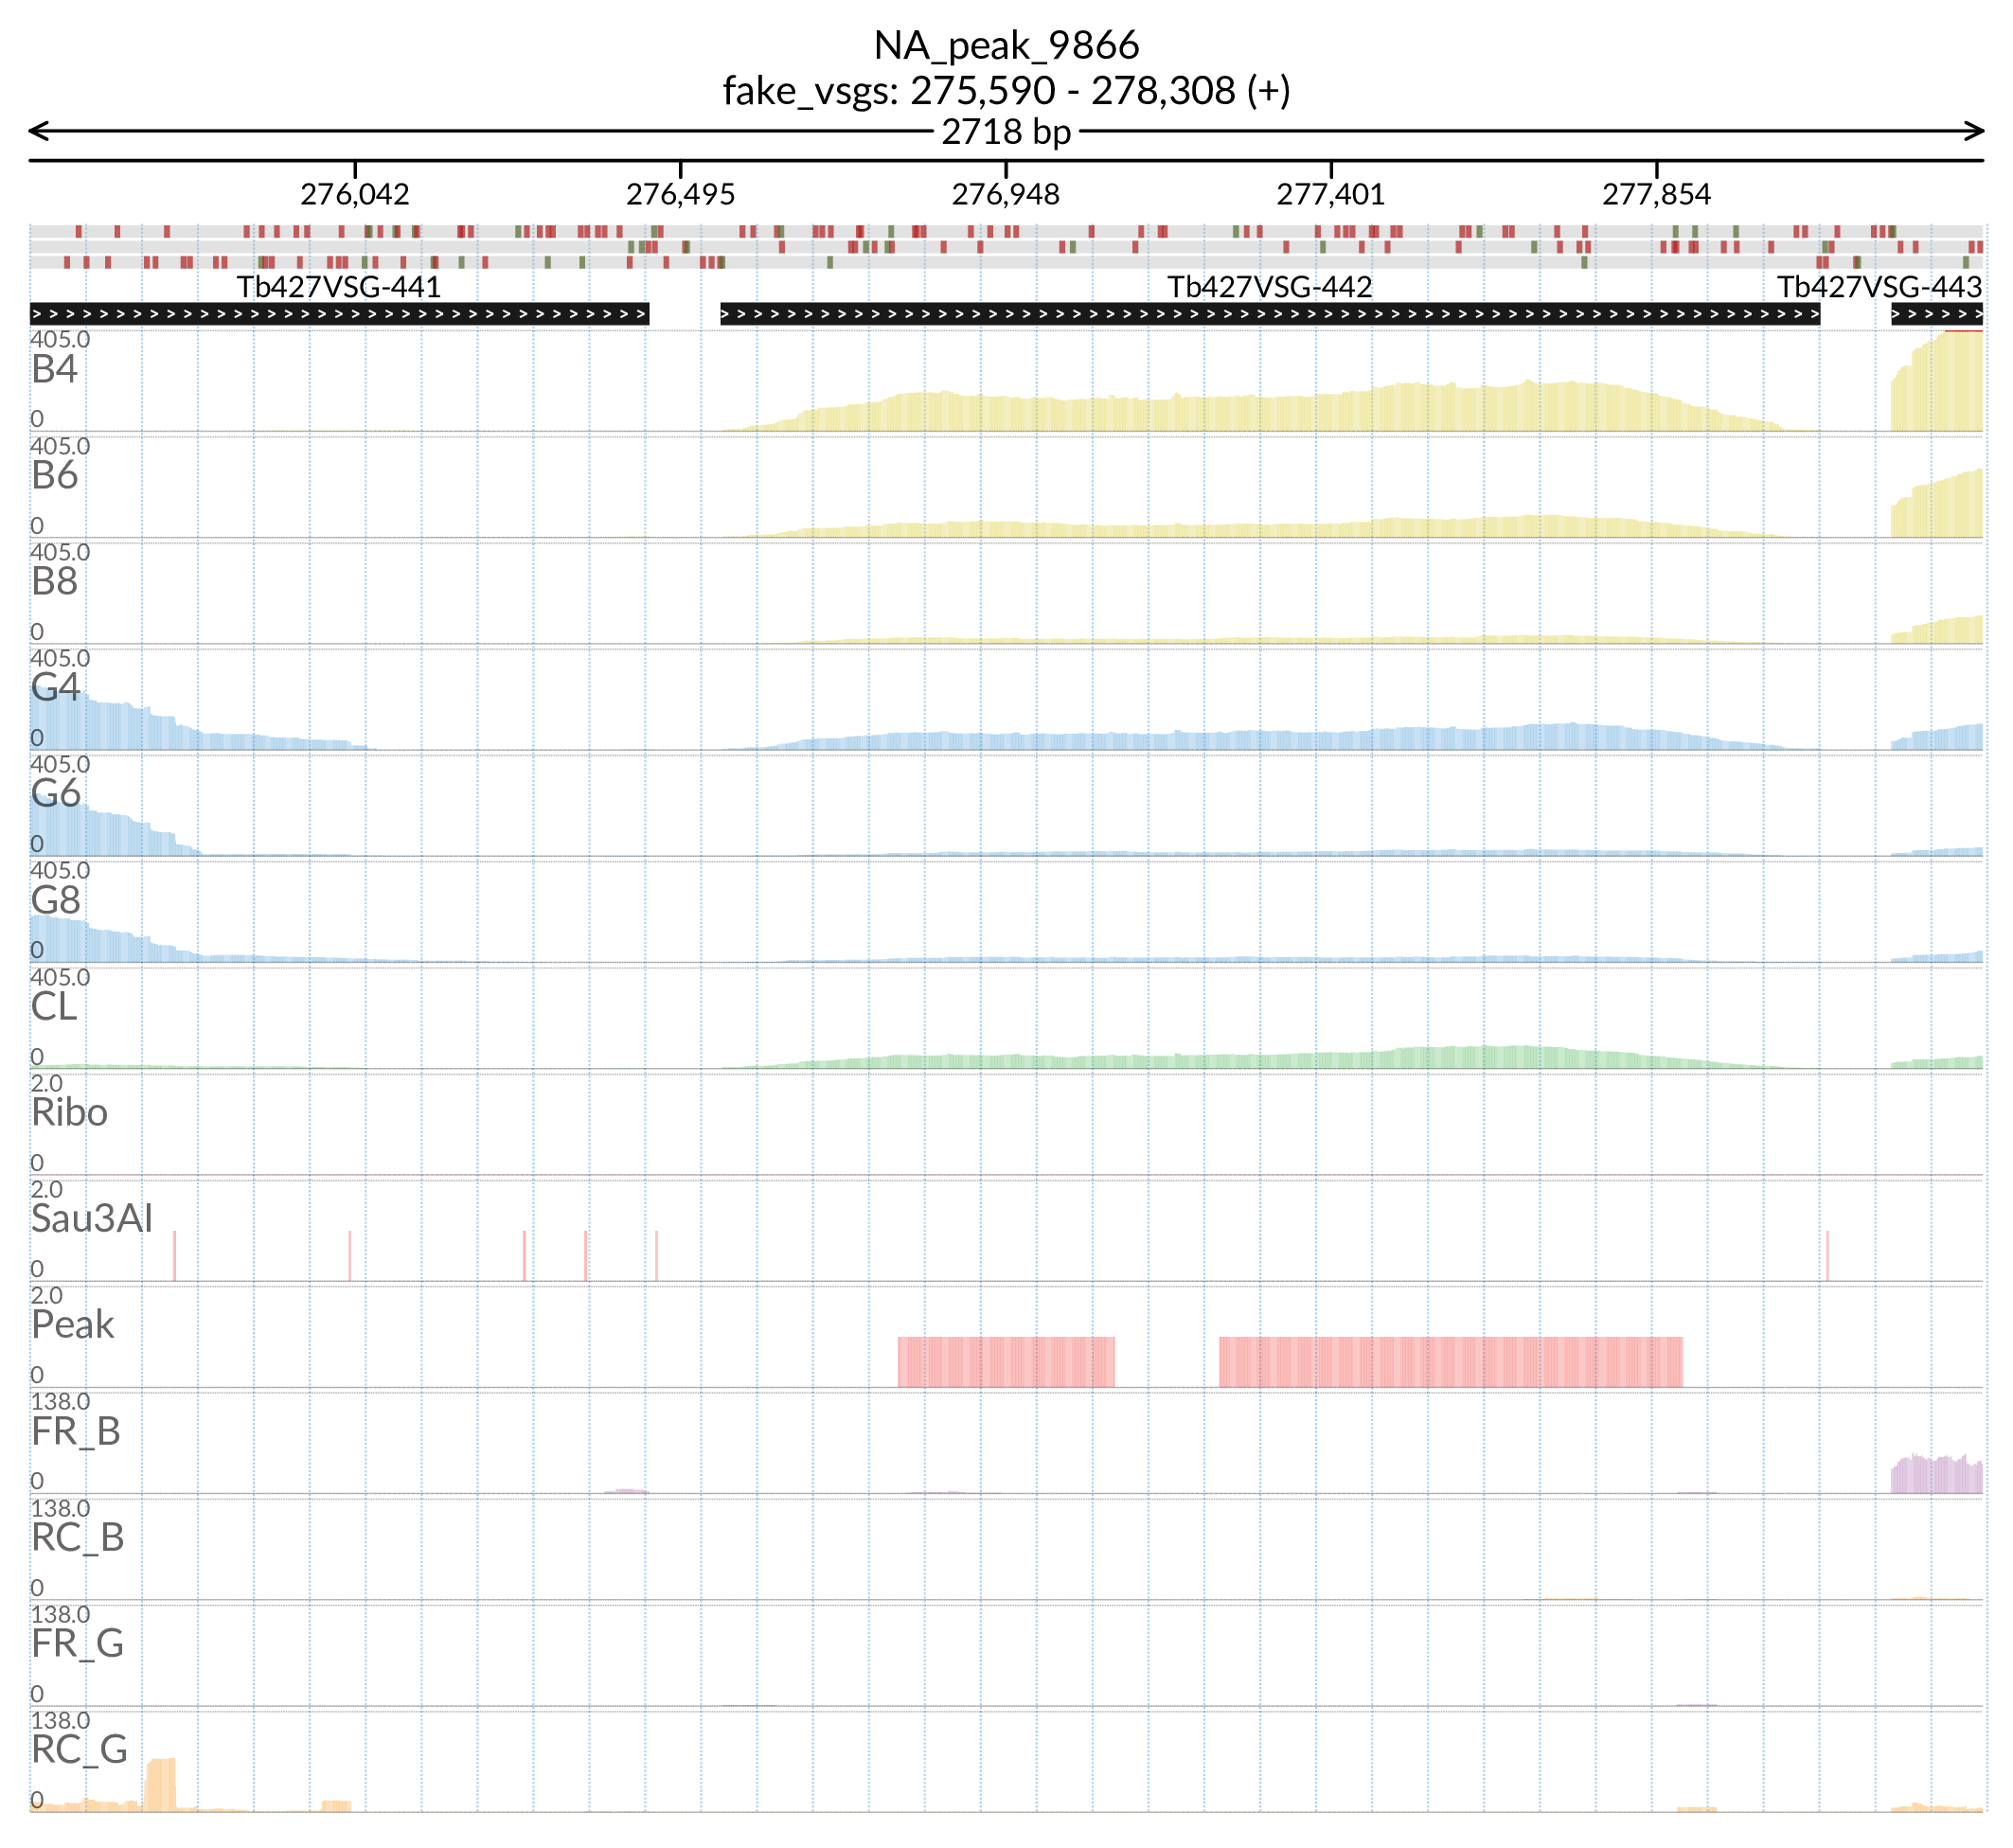 NA_peak_9866
fake_vsgs: 275,590 - 278,308 (+)
2718 bp
276,042 276,495 276,948 277,401 277,854
Tb427VSG-441 Tb427VSG-442 Tb427VSG-443
405.0
B4
0
405.0
B6
0
405.0
B8
0
405.0
G4
0
405.0
G6
0
405.0
G8
0
405.0
CL
0
2.0
Ribo
0
2.0
Sau3AI
0
2.0
Peak
0
138.0
FR_B
0
138.0
RC_B
0
138.0
FR_G
0
138.0
RC_G
0